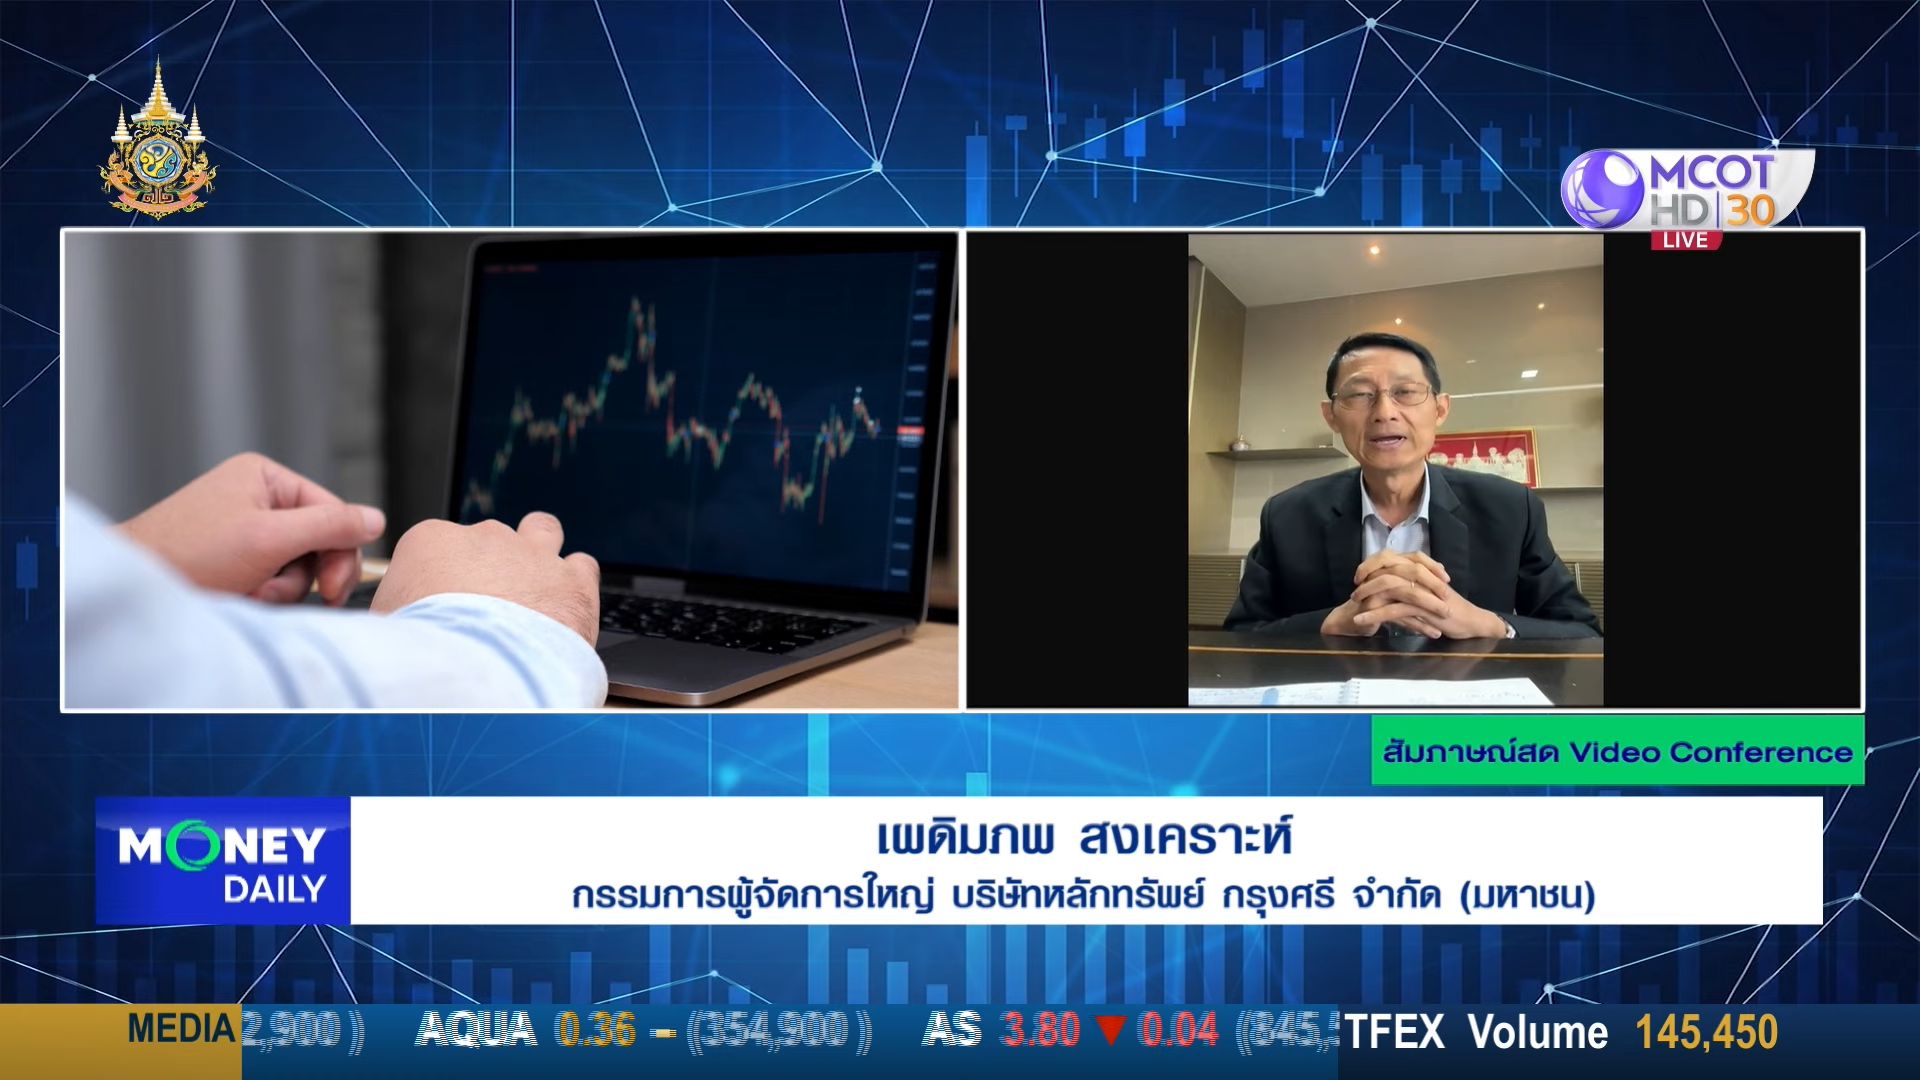 MCOT
HD 30
LIVE
สัมภาษณ์สด Video Conference
MONEY
DAILY
เผดิมภพ สงเคราะห์
กรรมการผู้จัดการใหญ่ บริษัทหลักทรัพย์ กรุงศรี จำกัด (มหาชน)
MEDIA 2,900 ) AQUA 0.36 – (354,900 ) AS 3.80 ▼ 0.04 TFEX Volume 145,450